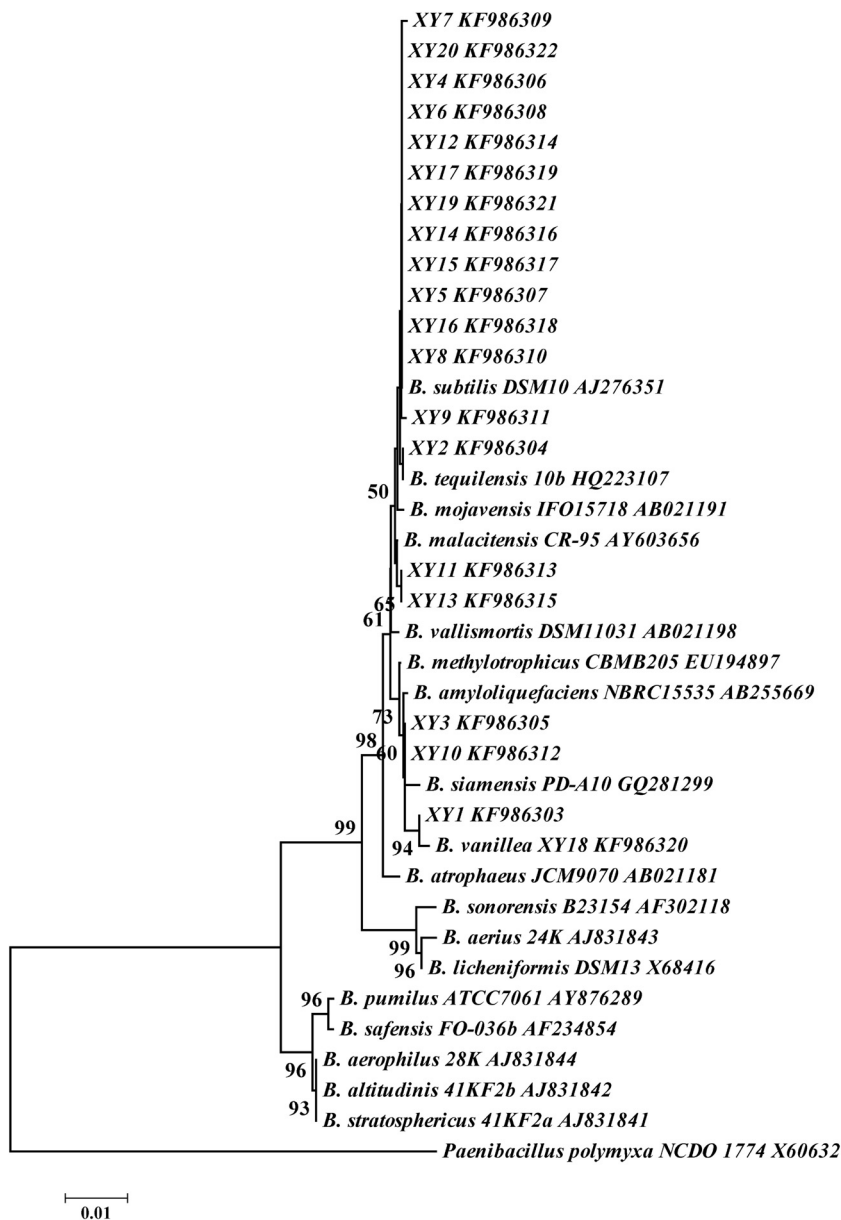 XY7 KF986309
XY20 KF986322
XY4 KF986306
XY6 KF986308
XY12 KF986314
XY17 KF986319
XY19 KF986321
XY14 KF986316
XY15 KF986317
XY5 KF986307
XY16 KF986318
XY8 KF986310
B. subtilis DSM10 AJ276351
XY9 KF986311
XY2 KF986304
B. tequilensis 10b HQ223107
50
B. mojavensis IFO15718 AB021191
B. malacitensis CR-95 AY603656
XY11 KF986313
XY13 KF986315
65
61
B. vallismortis DSM11031 AB021198
B. methylotrophicus CBMB205 EU194897
B. amyloliquefaciens NBRC15535 AB255669
73
XY3 KF986305
98
60
XY10 KF986312
B. siamensis PD-A10 GQ281299
XY1 KF986303
99
94
B. vanillea XY18 KF986320
B. atrophaeus JCM9070 AB021181
B. sonorensis B23154 AF302118
B. aerius 24K AJ831843
99
96
B. licheniformis DSM13 X68416
96
B. pumilus ATCC7061 AY876289
B. safensis FO-036b AF234854
B. aerophilus 28K AJ831844
96
B. altitudinis 41KF2b AJ831842
93
B. stratosphericus 41KF2a AJ831841
Paenibacillus polymyxa NCDO 1774 X60632
0.01